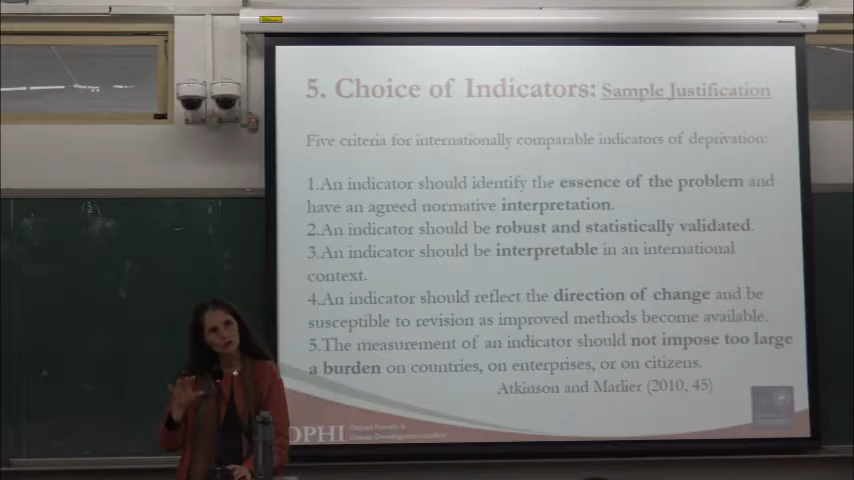 5. Choice of Indicators: Sample Justification
Five criteria for internationally comparable indicators of deprivation:
1.An indicator should identify the essence of the problem and
have an agreed normative interpretation.
2.An indicator should be robust and statistically validated.
3.An indicator should be interpretable in an international
context.
4.An indicator should reflect the direction of change and be
susceptible to revision as improved methods become available.
5.The measurement of an indicator should not impose too large
a burden on countries, on enterprises, or on citizens.
Atkinson and Marlier (2010, 45)
OPHI